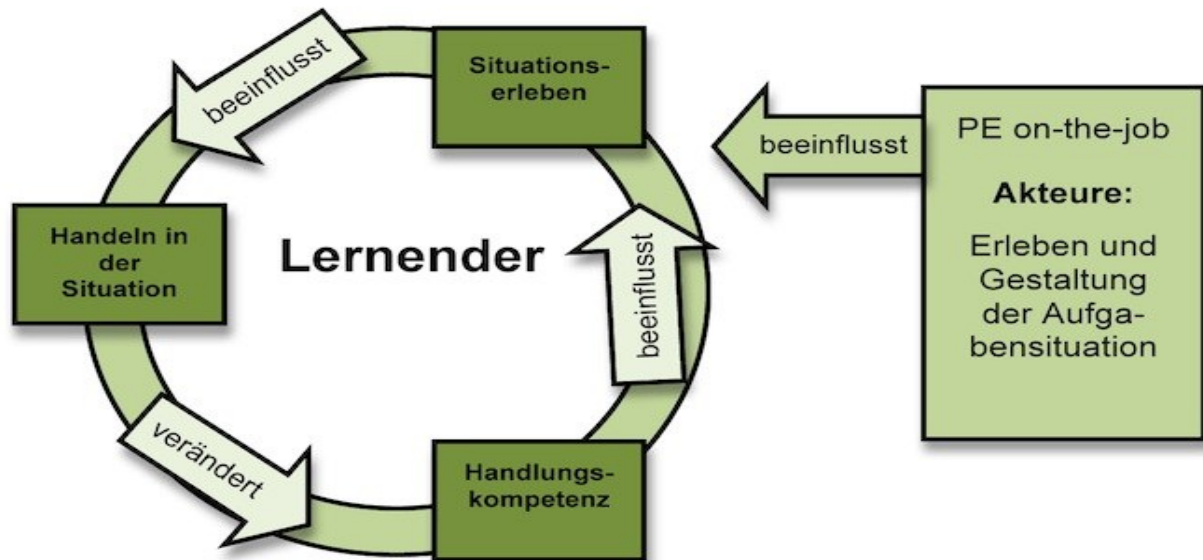 beeinflusst
Situations-
erleben
Handeln in
der
Situation
Lernender
beeinflusst
verändert
Handlungs-
kompetenz
beeinflusst
PE on-the-job
Akteure:
Erleben und
Gestaltung
der Aufga-
bensituation